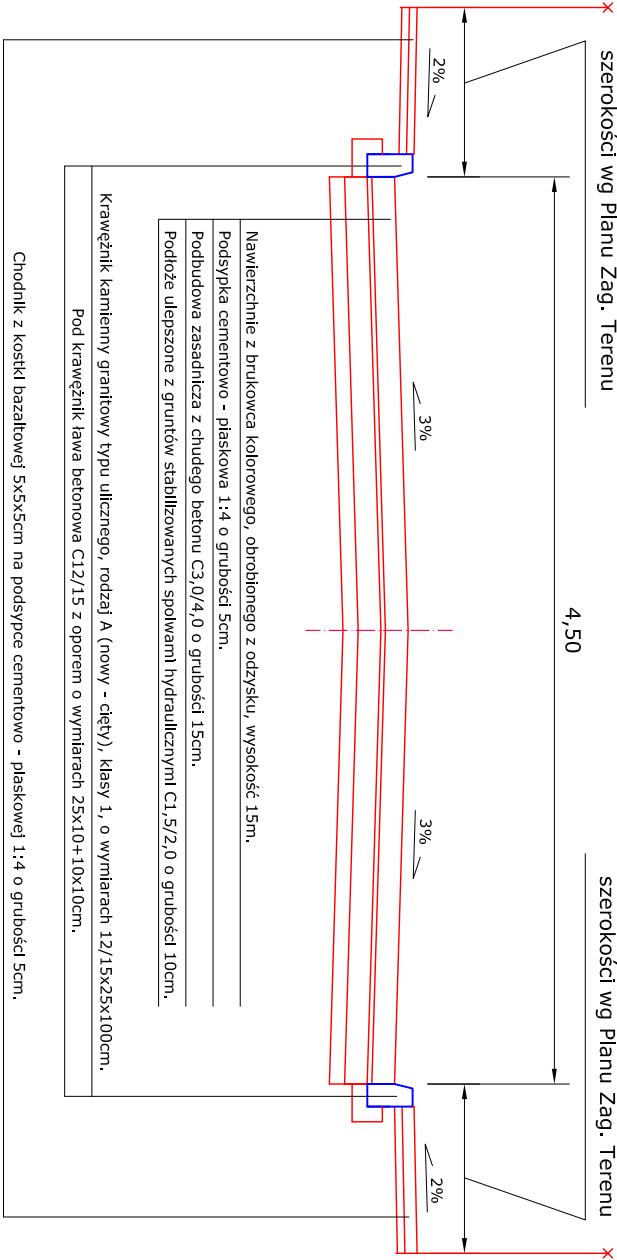 szerokości wg Planu Zag. Terenu
szerokości wg Planu Zag. Terenu
4,50
2%
3%
3%
2%
Nawierzchnie z brukowca kolorowego, obrobionego z odzysku, wysokość 15m.
Podsypka cementowo - piaskowa 1:4 o grubości 5cm.
Podbudowa zasadnicza z chudego betonu C3,0/4,0 o grubości 15cm.
Podłoże ulepszone z gruntów stabilizowanych spoiwami hydraulicznymi C1,5/2,0 o grubości 10cm.
Krawężnik kamienny granitowy typu ulicznego, rodzaj A (nowy - cięty), klasy 1, o wymiarach 12/15x25x100cm.
Pod krawężnik ława betonowa C12/15 z oporem o wymiarach 25x10+10x10cm.
Chodnik z kostki bazaltowej 5x5x5cm na podsypce cementowo - piaskowej 1:4 o grubości 5cm.